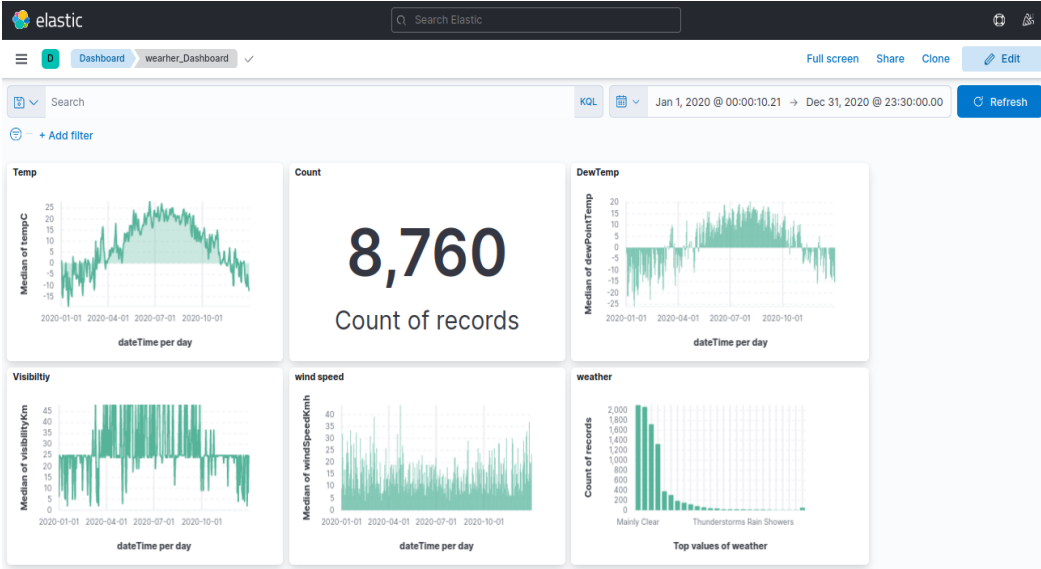 elastic
Search Elastic
D
Dashboard
wearher_Dashboard
Full screen
Share
Clone
Edit
Search
KQL
Jan 1, 2020 @ 00:00:10.21 → Dec 31, 2020 @ 23:30:00.00
Refresh
+ Add filter
Temp
Median of tempC
25
20
15
10
5
0
-5
-10
-15
2020-01-01 2020-04-01 2020-07-01 2020-10-01
dateTime per day
Count
8,760
Count of records
DewTemp
Median of dewPointTemp
20
15
10
5
0
-5
-10
-15
-20
-25
2020-01-01 2020-04-01 2020-07-01 2020-10-01
dateTime per day
Visibiltiy
Median of visibilityKm
45
40
35
30
25
20
15
10
5
0
2020-01-01 2020-04-01 2020-07-01 2020-10-01
dateTime per day
wind speed
Median of windSpeedKmh
40
35
30
25
20
15
10
5
0
2020-01-01 2020-04-01 2020-07-01 2020-10-01
dateTime per day
weather
Count of records
2,000
1,800
1,600
1,400
1,200
1,000
800
600
400
200
0
Mainly Clear
Thunderstorms Rain Showers
Top values of weather